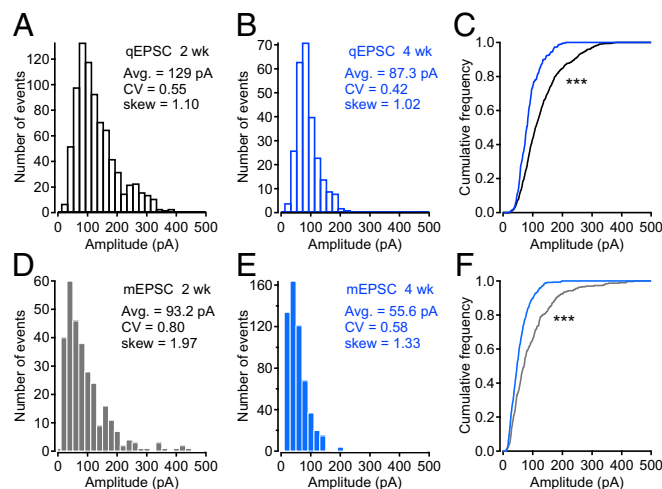 A
qEPSC 2 wk
Avg. = 129 pA
CV = 0.55
skew = 1.10
Number of events
120
100
80
60
40
20
0
0 100 200 300 400 500
Amplitude (pA)
B
qEPSC 4 wk
Avg. = 87.3 pA
CV = 0.42
skew = 1.02
Number of events
70
60
50
40
30
20
10
0
0 100 200 300 400 500
Amplitude (pA)
C
***
Cumulative frequency
1.0
0.8
0.6
0.4
0.2
0.0
0 100 200 300 400 500
Amplitude (pA)
D
mEPSC 2 wk
Avg. = 93.2 pA
CV = 0.80
skew = 1.97
Number of events
60
50
40
30
20
10
0
0 100 200 300 400 500
Amplitude (pA)
E
mEPSC 4 wk
Avg. = 55.6 pA
CV = 0.58
skew = 1.33
Number of events
160
120
80
40
0
0 100 200 300 400 500
Amplitude (pA)
F
***
Cumulative frequency
1.0
0.8
0.6
0.4
0.2
0.0
0 100 200 300 400 500
Amplitude (pA)